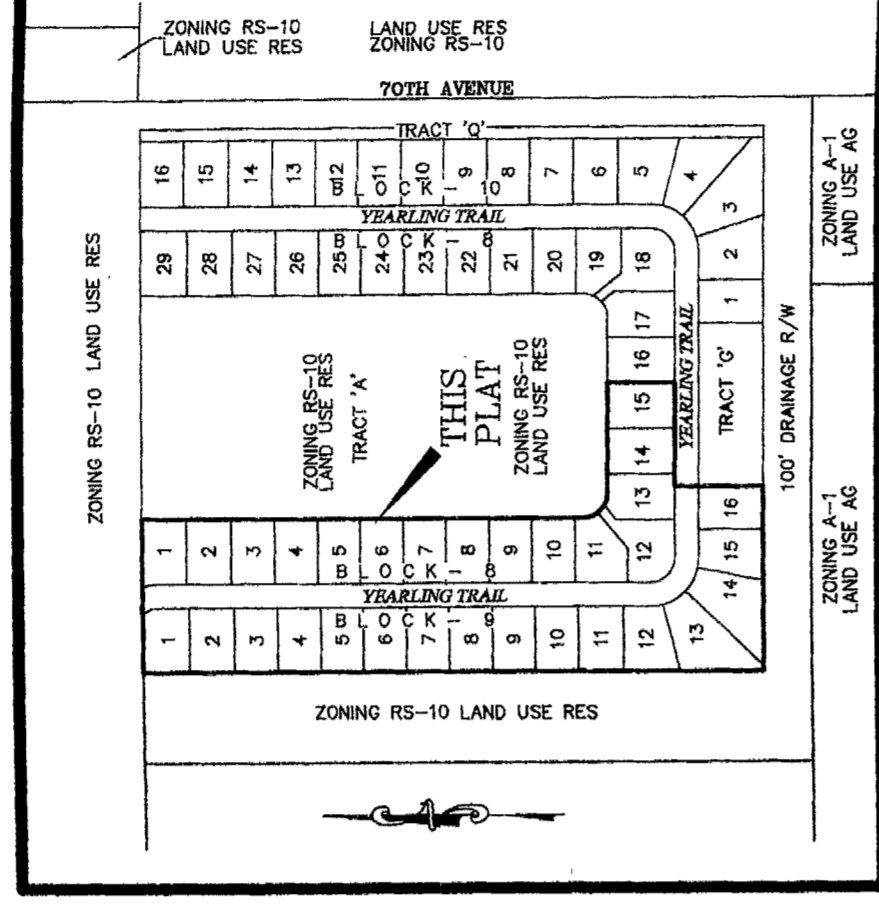 ZONING RS-10
LAND USE RES
LAND USE RES
ZONING RS-10
70TH AVENUE
TRACT 'Q'
16 15 14 13 12 11 10 9 8 7 6 5 4 3 2 1
BLOCK - 10
YEARLING TRAIL
BLOCK - 8
29 28 27 26 25 24 23 22 21 20 19 18 17 16 15 14 13
ZONING RS-10 LAND USE RES
ZONING RS-10
LAND USE RES
TRACT 'A'
THIS
PLAT
ZONING RS-10
LAND USE RES
YEARLING TRAIL
TRACT 'G'
100' DRAINAGE R/W
ZONING A-1
LAND USE AG
ZONING A-1
LAND USE AG
1 2 3 4 5 6 7 8 9 10 11 12
BLOCK - 8
YEARLING TRAIL
BLOCK - 9
1 2 3 4 5 6 7 8 9 10 11 12 13 14 15 16
ZONING RS-10 LAND USE RES